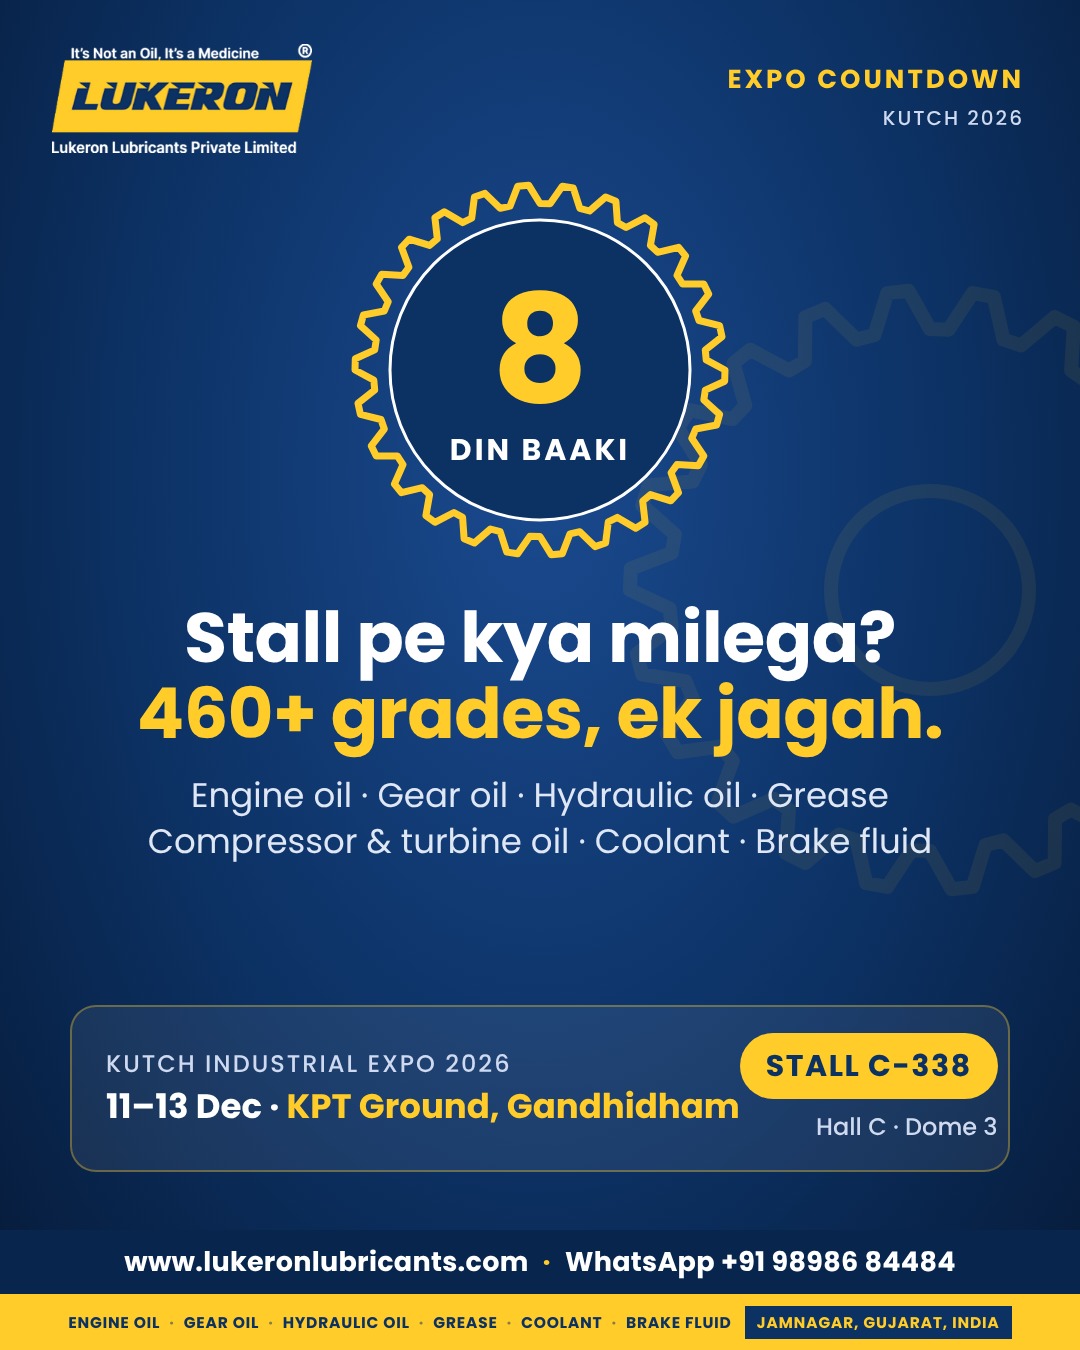 It's Not an Oil, It's a Medicine ®
LUKERON
Lukeron Lubricants Private Limited
EXPO COUNTDOWN
KUTCH 2026
8
DIN BAAKI
Stall pe kya milega?
460+ grades, ek jagah.
Engine oil · Gear oil · Hydraulic oil · Grease
Compressor & turbine oil · Coolant · Brake fluid
KUTCH INDUSTRIAL EXPO 2026
11–13 Dec · KPT Ground, Gandhidham
STALL C-338
Hall C · Dome 3
www.lukeronlubricants.com · WhatsApp +91 98986 84484
ENGINE OIL · GEAR OIL · HYDRAULIC OIL · GREASE · COOLANT · BRAKE FLUID JAMNAGAR, GUJARAT, INDIA